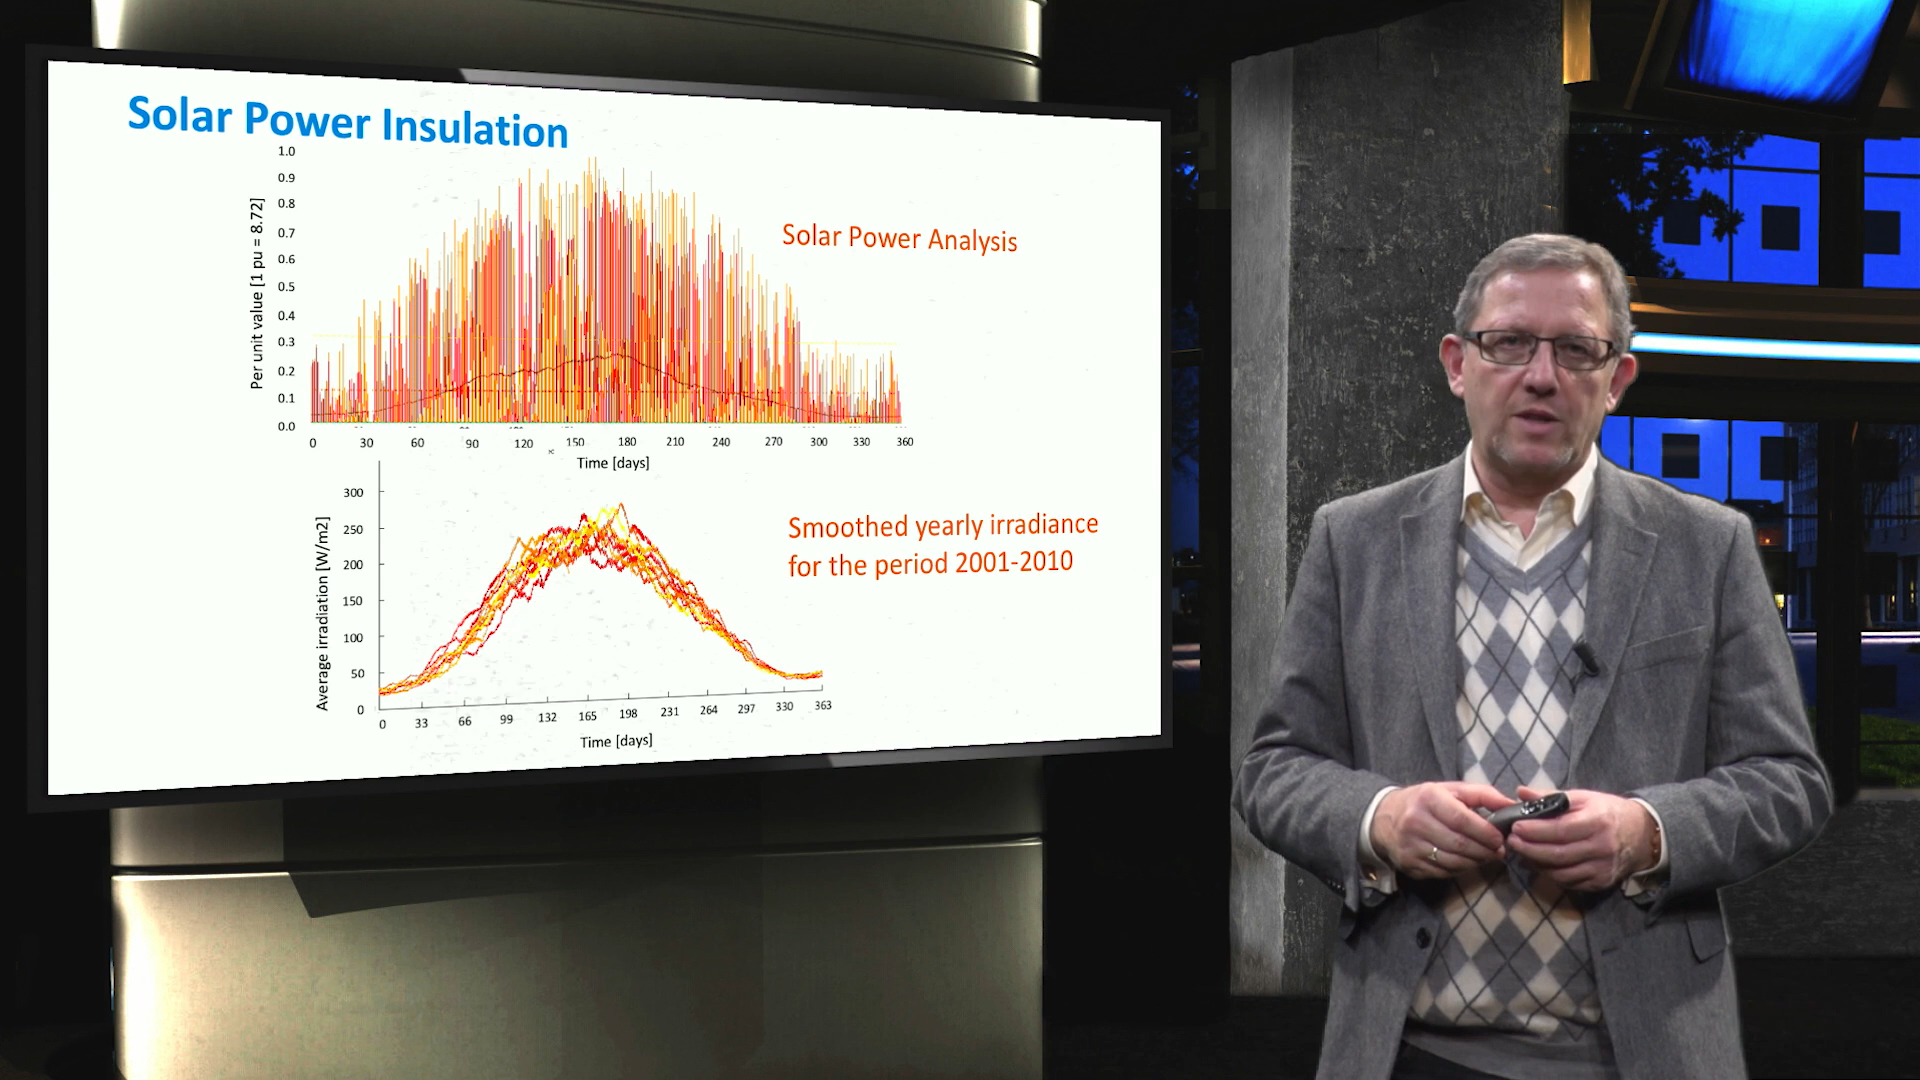 Solar Power Insulation
1.0
0.9
0.8
0.7
0.6
0.5
0.4
0.3
0.2
0.1
0.0
Per unit value [1 pu = 8.72]
0 30 60 90 120 150 180 210 240 270 300 330 360
Time [days]
Solar Power Analysis
300
250
200
150
100
50
0
Average irradiation [W/m2]
0 33 66 99 132 165 198 231 264 297 330 363
Time [days]
Smoothed yearly irradiance
for the period 2001-2010